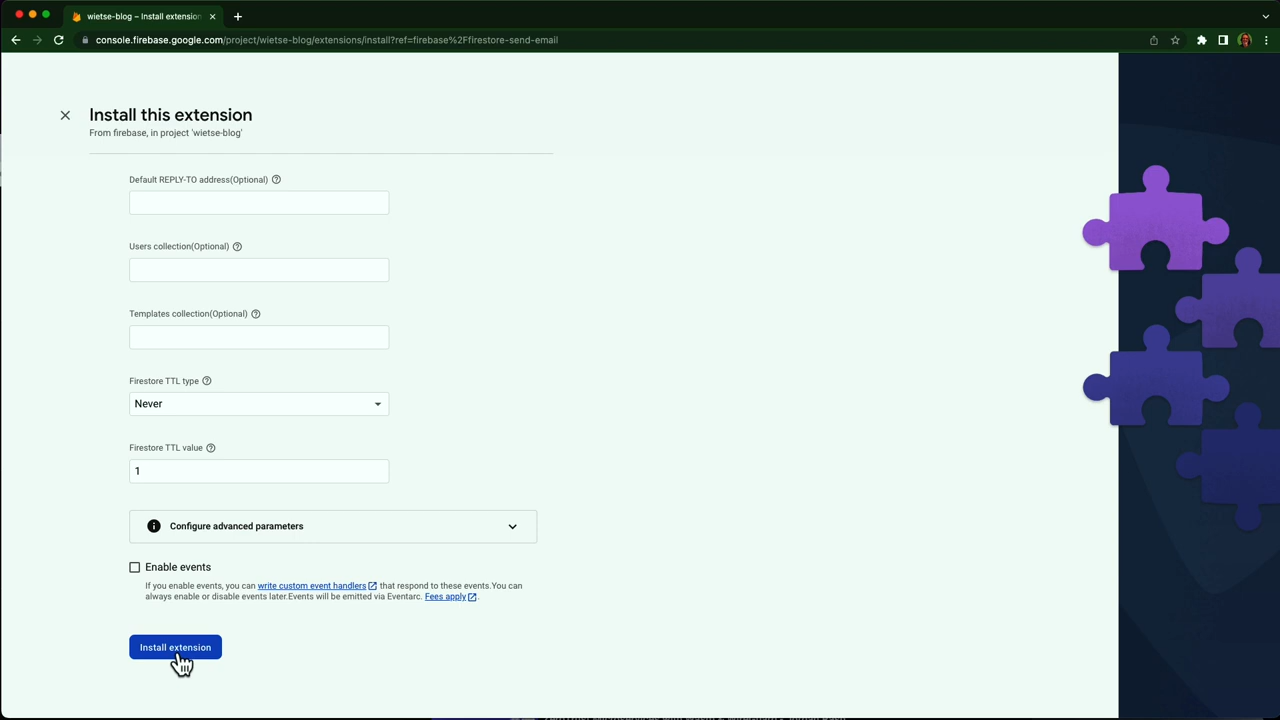 wietse-blog – Install extension
console.firebase.google.com/project/wietse-blog/extensions/install?ref=firebase%2Ffirestore-send-email
Install this extension
From firebase, in project 'wietse-blog'
Default REPLY-TO address(Optional)
Users collection(Optional)
Templates collection(Optional)
Firestore TTL type
Never
Firestore TTL value
1
Configure advanced parameters
Enable events
If you enable events, you can write custom event handlers that respond to these events.You can
always enable or disable events later.Events will be emitted via Eventarc. Fees apply .
Install extension